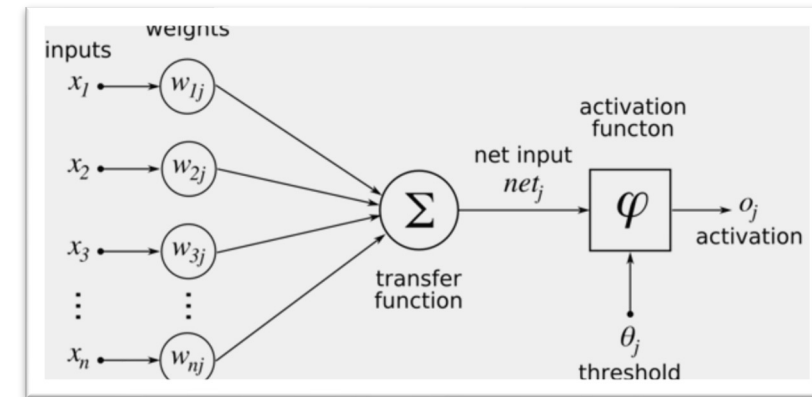 weights
inputs
x1
w1j
x2
w2j
x3
w3j
⋮
⋮
xn
wnj
Σ
transfer
function
net input
netj
activation
functon
φ
oj
activation
θj
threshold